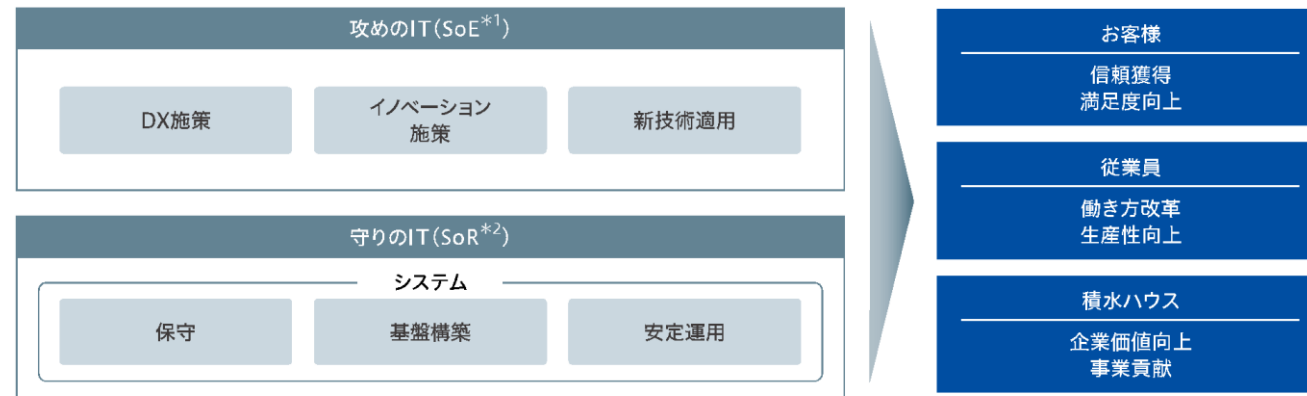 攻めのIT(SoE*1)
DX施策
イノベーション
施策
新技術適用
守りのIT(SoR*2)
システム
保守
基盤構築
安定運用
お客様
信頼獲得
満足度向上
従業員
働き方改革
生産性向上
積水ハウス
企業価値向上
事業貢献